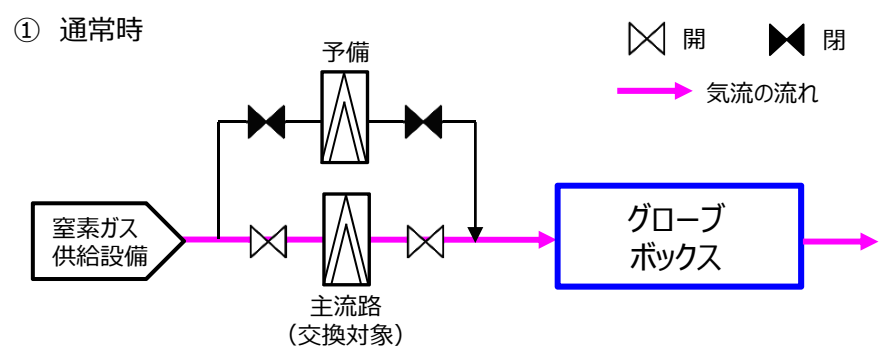 ① 通常時
開
閉
気流の流れ
予備
窒素ガス
供給設備
グローブ
ボックス
主流路
（交換対象）